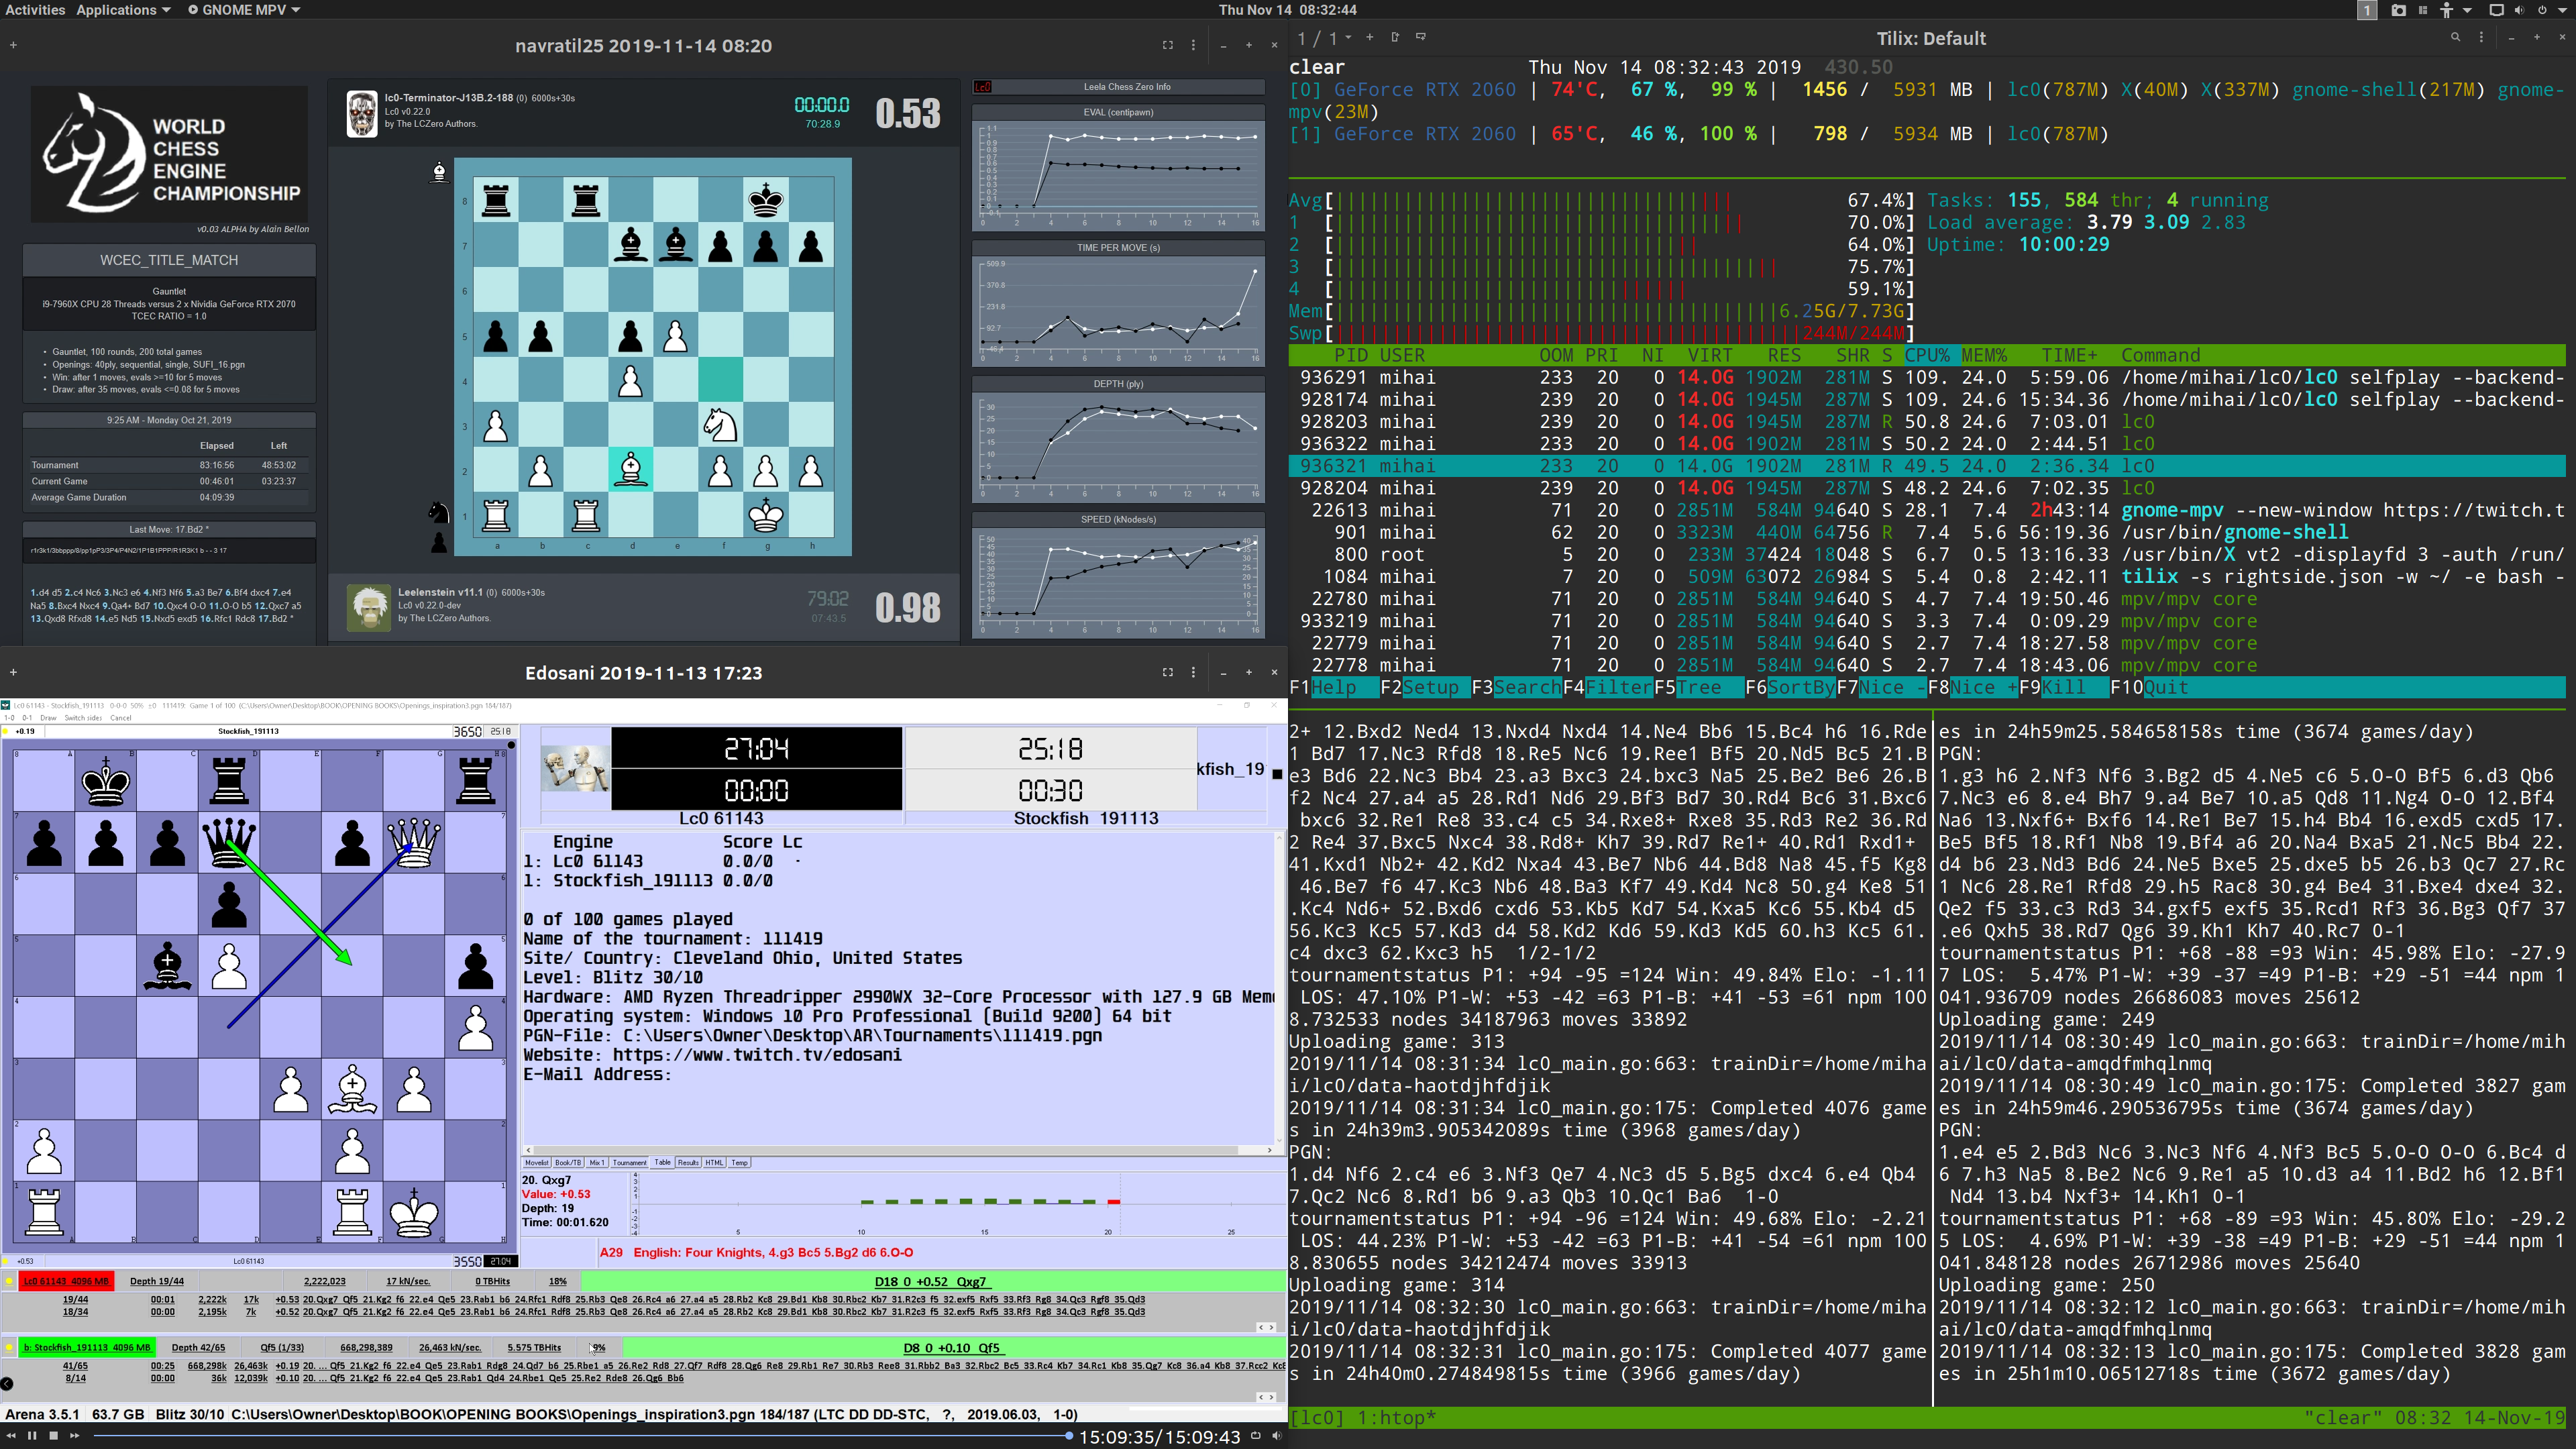 Activities Applications GNOME MPV
Thu Nov 14 08:32:44
1
navratil25 2019-11-14 08:20
WORLD
CHESS
ENGINE
CHAMPIONSHIP
v0.03 ALPHA by Alain Bellon
WCEC_TITLE_MATCH
Gauntlet
i9-7960X CPU 28 Threads versus 2 x Nividia GeForce RTX 2070
TCEC RATIO = 1.0
Gauntlet, 100 rounds, 200 total games
Openings: 40ply, sequential, single, SUFI_16.pgn
Win: after 1 moves, evals >=10 for 5 moves
Draw: after 35 moves, evals <=0.08 for 5 moves
9:25 AM - Monday Oct 21, 2019
Elapsed Left
Tournament 83:16:56 48:53:02
Current Game 00:46:01 03:23:37
Average Game Duration 04:09:39
Last Move: 17.Bd2 *
r1r3k1/3bbppp/8/pp1pP3/3P4/P4N2/1P1B1PPP/R1R3K1 b - - 3 17
1.d4 d5 2.c4 Nc6 3.Nc3 e6 4.Nf3 Nf6 5.a3 Be7 6.Bf4 dxc4 7.e4
Na5 8.Bxc4 Nxc4 9.Qa4+ Bd7 10.Qxc4 O-O 11.O-O b5 12.Qxc7 a5
13.Qxd8 Rfxd8 14.e5 Nd5 15.Nxd5 exd5 16.Rfc1 Rdc8 17.Bd2 *
lc0-Terminator-J13B.2-188 (0) 6000s+30s
Lc0 v0.22.0
by The LCZero Authors.
00:00.0
70:28.9
0.53
8
7
6
5
4
3
2
1
a b c d e f g h
Leelenstein v11.1 (0) 6000s+30s
Lc0 v0.22.0-dev
by The LCZero Authors.
79:02
07:43.5
0.98
Lc0 Leela Chess Zero Info
EVAL (centipawn)
TIME PER MOVE (s)
DEPTH (ply)
SPEED (kNodes/s)
Edosani 2019-11-13 17:23
Lc0 61143 - Stockfish_191113 0-0-0 50% ±0 111419: Game 1 of 100 (C:\Users\Owner\Desktop\BOOK\OPENING BOOKS\Openings_inspiration3.pgn 184/187)
1-0 0-1 Draw Switch sides Cancel
+0.19 Stockfish_191113 3650 25:18
27:04 25:18 kfish_19
00:00 00:30
Lc0 61143 Stockfish 191113
Engine Score Lc
1: Lc0 61143 0.0/0 ·
1: Stockfish_191113 0.0/0
0 of 100 games played
Name of the tournament: 111419
Site/ Country: Cleveland Ohio, United States
Level: Blitz 30/10
Hardware: AMD Ryzen Threadripper 2990WX 32-Core Processor with 127.9 GB Mem
Operating system: Windows 10 Pro Professional (Build 9200) 64 bit
PGN-File: C:\Users\Owner\Desktop\AR\Tournaments\111419.pgn
Website: https://www.twitch.tv/edosani
E-Mail Address:
Movelist Book/TB Mix 1 Tournament Table Results HTML Temp
20. Qxg7
Value: +0.53
Depth: 19
Time: 00:01.620
5 10 15 20 25
A29 English: Four Knights, 4.g3 Bc5 5.Bg2 d6 6.O-O
+0.53 Lc0 61143 3550 27:04
Lc0 61143 4096 MB Depth 19/44 2,222,023 17 kN/sec. 0 TBHits 18% D18 0 +0.52 Qxg7
19/44 00:01 2,222k 17k +0.53 20.Qxg7 Qf5 21.Kg2 f6 22.e4 Qe5 23.Rab1 b6 24.Rfc1 Rdf8 25.Rb3 Qe8 26.Rc4 a6 27.a4 a5 28.Rb2 Kc8 29.Bd1 Kb8 30.Rbc2 Kb7 31.R2c3 f5 32.exf5 Rxf5 33.Rf3 Rg8 34.Qc3 Rgf8 35.Qd3
18/34 00:00 2,195k 7k +0.52 20.Qxg7 Qf5 21.Kg2 f6 22.e4 Qe5 23.Rab1 b6 24.Rfc1 Rdf8 25.Rb3 Qe8 26.Rc4 a6 27.a4 a5 28.Rb2 Kc8 29.Bd1 Kb8 30.Rbc2 Kb7 31.R2c3 f5 32.exf5 Rxf5 33.Rf3 Rg8 34.Qc3 Rgf8 35.Qd3
b: Stockfish_191113 4096 MB Depth 42/65 Qf5 (1/33) 668,298,389 26,463 kN/sec. 5.575 TBHits 9% D8 0 +0.10 Qf5
41/65 00:25 668,298k 26,463k +0.19 20. ... Qf5 21.Kg2 f6 22.e4 Qe5 23.Rab1 Rdg8 24.Qd7 b6 25.Rbe1 a5 26.Re2 Rd8 27.Qf7 Rdf8 28.Qg6 Re8 29.Rb1 Re7 30.Rb3 Ree8 31.Rbb2 Ba3 32.Rbc2 Bc5 33.Rc4 Kb7 34.Rc1 Kb8 35.Qg7 Kc8 36.a4 Kb8 37.Rcc2 Kc8
8/14 00:00 36k 12,039k +0.10 20. ... Qf5 21.Kg2 f6 22.e4 Qe5 23.Rab1 Qd4 24.Rbe1 Qe5 25.Re2 Rde8 26.Qg6 Bb6
Arena 3.5.1 63.7 GB Blitz 30/10 C:\Users\Owner\Desktop\BOOK\OPENING BOOKS\Openings_inspiration3.pgn 184/187 (LTC DD DD-STC, ?, 2019.06.03, 1-0)
15:09:35/15:09:43
1 / 1 Tilix: Default
clear Thu Nov 14 08:32:43 2019 430.50
[0] GeForce RTX 2060 | 74'C, 67 %, 99 % | 1456 / 5931 MB | lc0(787M) X(40M) X(337M) gnome-shell(217M) gnome-
mpv(23M)
[1] GeForce RTX 2060 | 65'C, 46 %, 100 % | 798 / 5934 MB | lc0(787M)
Avg[ 67.4%] Tasks: 155, 584 thr; 4 running
1 [ 70.0%] Load average: 3.79 3.09 2.83
2 [ 64.0%] Uptime: 10:00:29
3 [ 75.7%]
4 [ 59.1%]
Mem[ 6.25G/7.73G]
Swp[ 244M/244M]
PID USER OOM PRI NI VIRT RES SHR S CPU% MEM% TIME+ Command
936291 mihai 233 20 0 14.0G 1902M 281M S 109. 24.0 5:59.06 /home/mihai/lc0/lc0 selfplay --backend-
928174 mihai 239 20 0 14.0G 1945M 287M S 109. 24.6 15:34.36 /home/mihai/lc0/lc0 selfplay --backend-
928203 mihai 239 20 0 14.0G 1945M 287M R 50.8 24.6 7:03.01 lc0
936322 mihai 233 20 0 14.0G 1902M 281M S 50.2 24.0 2:44.51 lc0
936321 mihai 233 20 0 14.0G 1902M 281M R 49.5 24.0 2:36.34 lc0
928204 mihai 239 20 0 14.0G 1945M 287M S 48.2 24.6 7:02.35 lc0
22613 mihai 71 20 0 2851M 584M 94640 S 28.1 7.4 2h43:14 gnome-mpv --new-window https://twitch.t
901 mihai 62 20 0 3323M 440M 64756 R 7.4 5.6 56:19.36 /usr/bin/gnome-shell
800 root 5 20 0 233M 37424 18048 S 6.7 0.5 13:16.33 /usr/bin/X vt2 -displayfd 3 -auth /run/
1084 mihai 7 20 0 509M 63072 26984 S 5.4 0.8 2:42.11 tilix -s rightside.json -w ~/ -e bash -
22780 mihai 71 20 0 2851M 584M 94640 S 4.7 7.4 19:50.46 mpv/mpv core
933219 mihai 71 20 0 2851M 584M 94640 S 3.3 7.4 0:09.29 mpv/mpv core
22779 mihai 71 20 0 2851M 584M 94640 S 2.7 7.4 18:27.58 mpv/mpv core
22778 mihai 71 20 0 2851M 584M 94640 S 2.7 7.4 18:43.06 mpv/mpv core
F1Help F2Setup F3SearchF4FilterF5Tree F6SortByF7Nice -F8Nice +F9Kill F10Quit
2+ 12.Bxd2 Ned4 13.Nxd4 Nxd4 14.Ne4 Bb6 15.Bc4 h6 16.Rde
1 Bd7 17.Nc3 Rfd8 18.Re5 Nc6 19.Ree1 Bf5 20.Nd5 Bc5 21.B
e3 Bd6 22.Nc3 Bb4 23.a3 Bxc3 24.bxc3 Na5 25.Be2 Be6 26.B
f2 Nc4 27.a4 a5 28.Rd1 Nd6 29.Bf3 Bd7 30.Rd4 Bc6 31.Bxc6
bxc6 32.Re1 Re8 33.c4 c5 34.Rxe8+ Rxe8 35.Rd3 Re2 36.Rd
2 Re4 37.Bxc5 Nxc4 38.Rd8+ Kh7 39.Rd7 Re1+ 40.Rd1 Rxd1+
41.Kxd1 Nb2+ 42.Kd2 Nxa4 43.Be7 Nb6 44.Bd8 Na8 45.f5 Kg8
46.Be7 f6 47.Kc3 Nb6 48.Ba3 Kf7 49.Kd4 Nc8 50.g4 Ke8 51
.Kc4 Nd6+ 52.Bxd6 cxd6 53.Kb5 Kd7 54.Kxa5 Kc6 55.Kb4 d5
56.Kc3 Kc5 57.Kd3 d4 58.Kd2 Kd6 59.Kd3 Kd5 60.h3 Kc5 61.
c4 dxc3 62.Kxc3 h5 1/2-1/2
tournamentstatus P1: +94 -95 =124 Win: 49.84% Elo: -1.11
LOS: 47.10% P1-W: +53 -42 =63 P1-B: +41 -53 =61 npm 100
8.732533 nodes 34187963 moves 33892
Uploading game: 313
2019/11/14 08:31:34 lc0_main.go:663: trainDir=/home/miha
i/lc0/data-haotdjhfdjik
2019/11/14 08:31:34 lc0_main.go:175: Completed 4076 game
s in 24h39m3.905342089s time (3968 games/day)
PGN:
1.d4 Nf6 2.c4 e6 3.Nf3 Qe7 4.Nc3 d5 5.Bg5 dxc4 6.e4 Qb4
7.Qc2 Nc6 8.Rd1 b6 9.a3 Qb3 10.Qc1 Ba6 1-0
tournamentstatus P1: +94 -96 =124 Win: 49.68% Elo: -2.21
LOS: 44.23% P1-W: +53 -42 =63 P1-B: +41 -54 =61 npm 100
8.830655 nodes 34212474 moves 33913
Uploading game: 314
2019/11/14 08:32:30 lc0_main.go:663: trainDir=/home/miha
i/lc0/data-haotdjhfdjik
2019/11/14 08:32:31 lc0_main.go:175: Completed 4077 game
s in 24h40m0.274849815s time (3966 games/day)
es in 24h59m25.584658158s time (3674 games/day)
PGN:
1.g3 h6 2.Nf3 Nf6 3.Bg2 d5 4.Ne5 c6 5.O-O Bf5 6.d3 Qb6
7.Nc3 e6 8.e4 Bh7 9.a4 Be7 10.a5 Qd8 11.Ng4 O-O 12.Bf4
Na6 13.Nxf6+ Bxf6 14.Re1 Be7 15.h4 Bb4 16.exd5 cxd5 17.
Be5 Bf5 18.Rf1 Nb8 19.Bf4 a6 20.Na4 Bxa5 21.Nc5 Bb4 22.
d4 b6 23.Nd3 Bd6 24.Ne5 Bxe5 25.dxe5 b5 26.b3 Qc7 27.Rc
1 Nc6 28.Re1 Rfd8 29.h5 Rac8 30.g4 Be4 31.Bxe4 dxe4 32.
Qe2 f5 33.c3 Rd3 34.gxf5 exf5 35.Rcd1 Rf3 36.Bg3 Qf7 37
.e6 Qxh5 38.Rd7 Qg6 39.Kh1 Kh7 40.Rc7 0-1
tournamentstatus P1: +68 -88 =93 Win: 45.98% Elo: -27.9
7 LOS: 5.47% P1-W: +39 -37 =49 P1-B: +29 -51 =44 npm 1
041.936709 nodes 26686083 moves 25612
Uploading game: 249
2019/11/14 08:30:49 lc0_main.go:663: trainDir=/home/mih
ai/lc0/data-amqdfmhqlnmq
2019/11/14 08:30:49 lc0_main.go:175: Completed 3827 gam
es in 24h59m46.290536795s time (3674 games/day)
PGN:
1.e4 e5 2.Bd3 Nc6 3.Nc3 Nf6 4.Nf3 Bc5 5.O-O O-O 6.Bc4 d
6 7.h3 Na5 8.Be2 Nc6 9.Re1 a5 10.d3 a4 11.Bd2 h6 12.Bf1
Nd4 13.b4 Nxf3+ 14.Kh1 0-1
tournamentstatus P1: +68 -89 =93 Win: 45.80% Elo: -29.2
5 LOS: 4.69% P1-W: +39 -38 =49 P1-B: +29 -51 =44 npm 1
041.848128 nodes 26712986 moves 25640
Uploading game: 250
2019/11/14 08:32:12 lc0_main.go:663: trainDir=/home/mih
ai/lc0/data-amqdfmhqlnmq
2019/11/14 08:32:13 lc0_main.go:175: Completed 3828 gam
es in 25h1m10.06512718s time (3672 games/day)
[lc0] 1:htop* "clear" 08:32 14-Nov-19